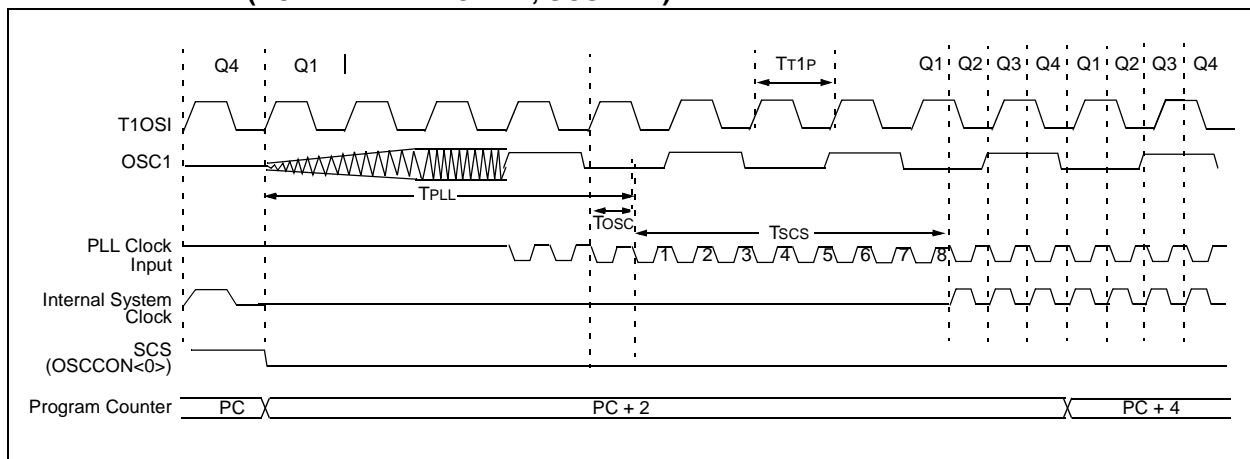 Q4 Q1 TT1P Q1 Q2 Q3 Q4 Q1 Q2 Q3 Q4
T1OSI
OSC1
TPLL
TOSC TSCS
PLL Clock
Input
1 2 3 4 5 6 7 8
Internal System
Clock
SCS
(OSCCON<0>)
Program Counter PC PC + 2 PC + 4